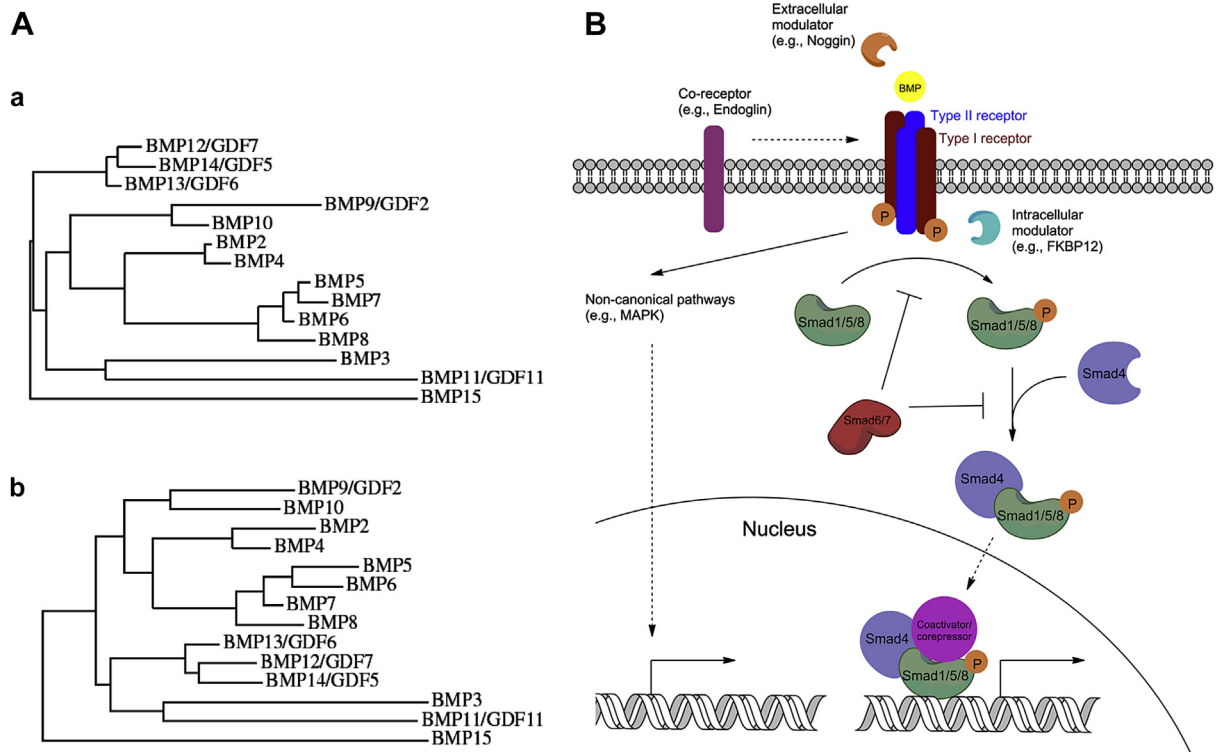 A
a
BMP12/GDF7
BMP14/GDF5
BMP13/GDF6
BMP9/GDF2
BMP10
BMP2
BMP4
BMP5
BMP7
BMP6
BMP8
BMP3
BMP11/GDF11
BMP15
b
BMP9/GDF2
BMP10
BMP2
BMP4
BMP5
BMP6
BMP7
BMP8
BMP13/GDF6
BMP12/GDF7
BMP14/GDF5
BMP3
BMP11/GDF11
BMP15
B
Extracellular
modulator
(e.g., Noggin)
BMP
Co-receptor
(e.g., Endoglin)
Type II receptor
Type I receptor
P
P
Intracellular
modulator
(e.g., FKBP12)
Non-canonical pathways
(e.g., MAPK)
Smad1/5/8
Smad1/5/8
P
Smad4
Smad6/7
Smad4
Smad1/5/8
P
Nucleus
Coactivator/
corepressor
Smad4
Smad1/5/8
P